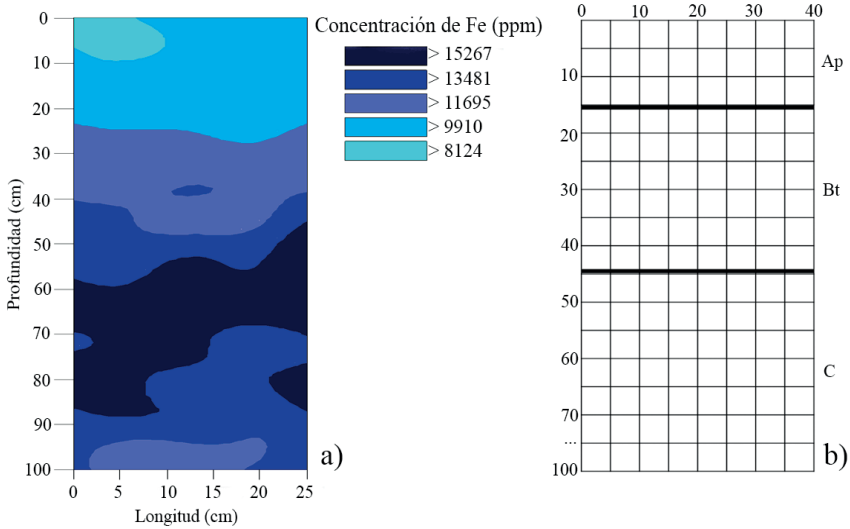 Concentración de Fe (ppm)
> 15267
> 13481
> 11695
> 9910
> 8124
Profundidad (cm)
0
10
20
30
40
50
60
70
80
90
100
0 5 10 15 20 25
Longitud (cm)
a)
0 10 20 30 40
10
20
30
40
50
60
70
...
100
Ap
Bt
C
b)